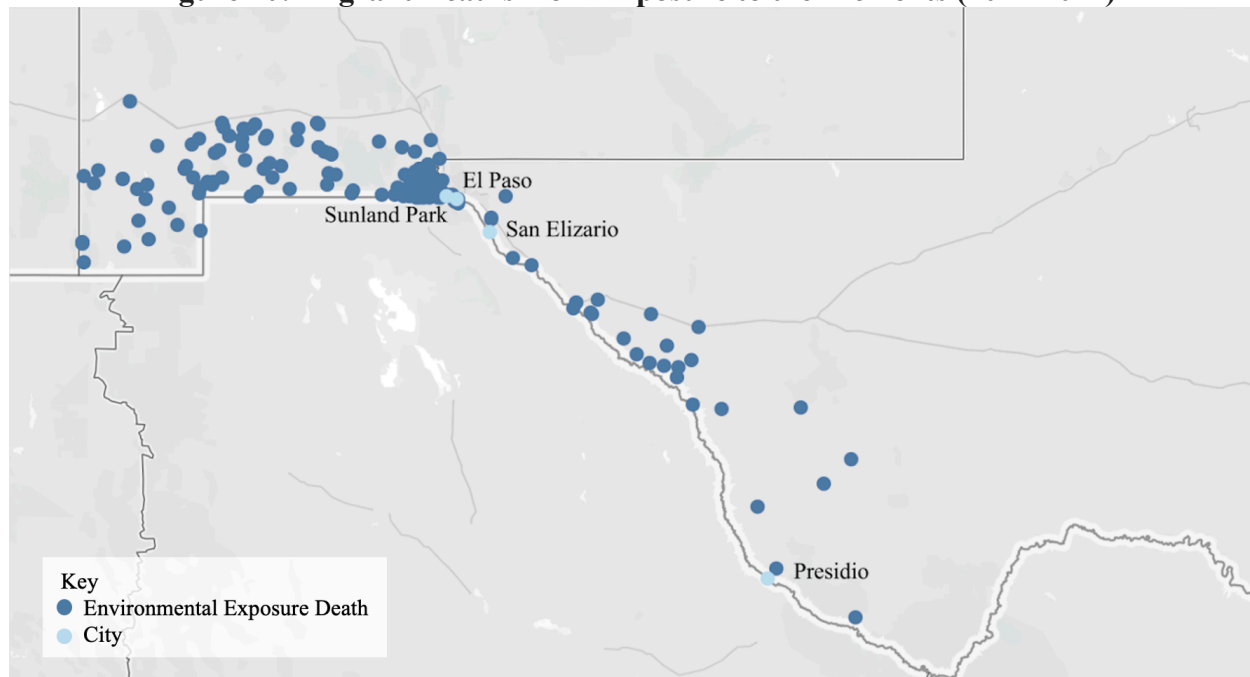 El Paso
Sunland Park
San Elizario
Presidio
Key
Environmental Exposure Death
City